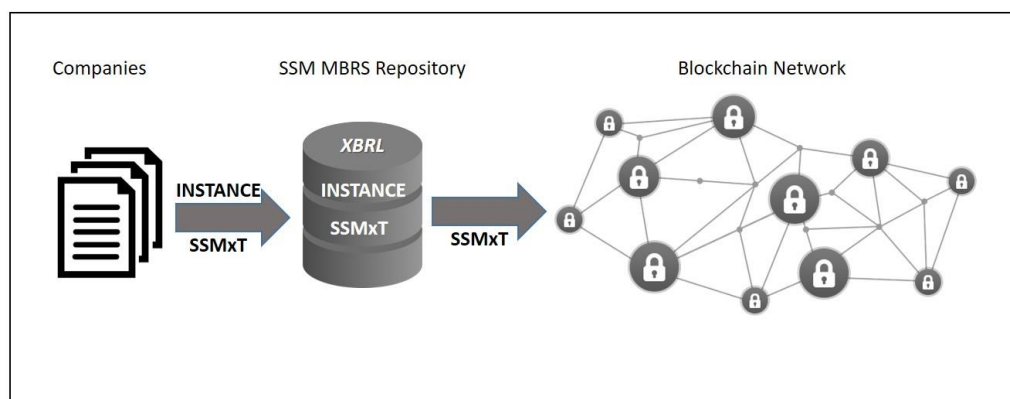 Companies
SSM MBRS Repository
Blockchain Network
INSTANCE
SSMxT
XBRL
INSTANCE
SSMxT
SSMxT